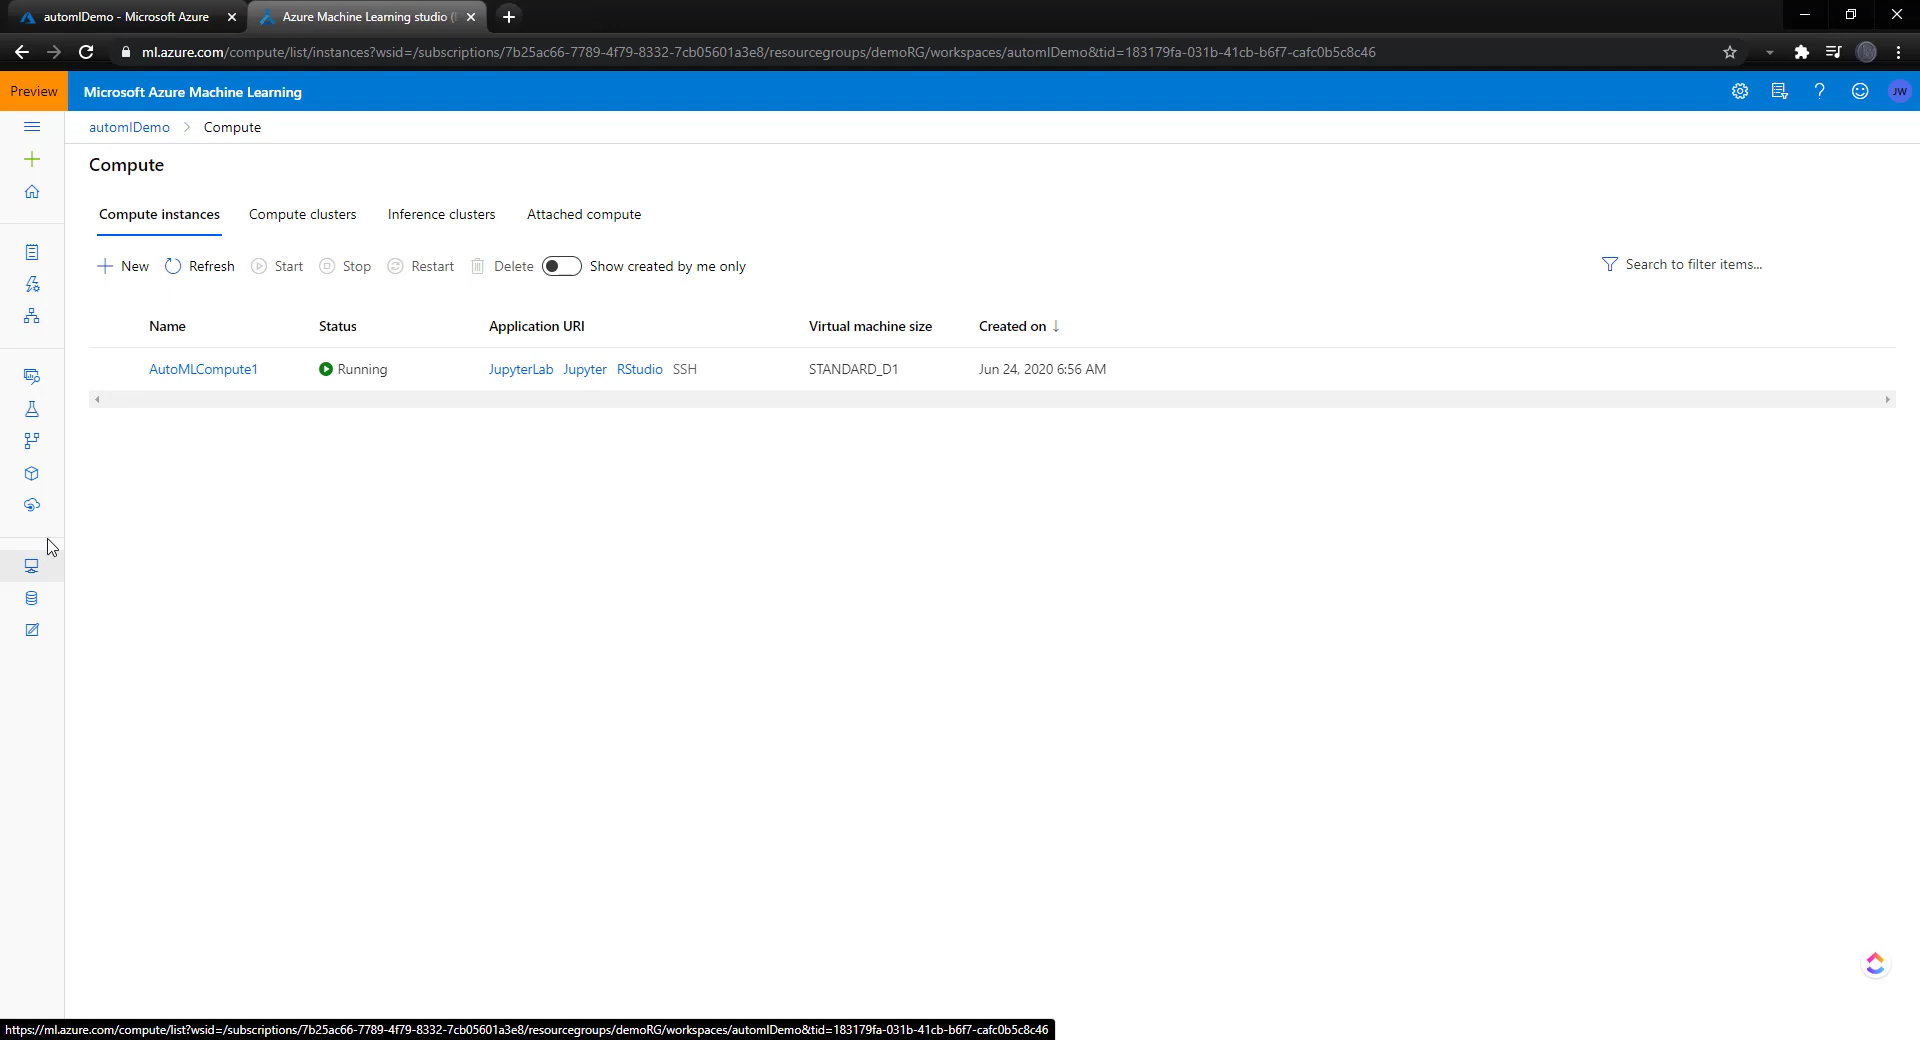 automlDemo - Microsoft Azure
Azure Machine Learning studio (
ml.azure.com/compute/list/instances?wsid=/subscriptions/7b25ac66-7789-4f79-8332-7cb05601a3e8/resourcegroups/demoRG/workspaces/automlDemo&tid=183179fa-031b-41cb-b6f7-cafc0b5c8c46
Preview
Microsoft Azure Machine Learning
JW
automlDemo > Compute
Compute
Compute instances Compute clusters Inference clusters Attached compute
New Refresh Start Stop Restart Delete Show created by me only Search to filter items...
Name Status Application URI Virtual machine size Created on ↓
AutoMLCompute1 Running JupyterLab Jupyter RStudio SSH STANDARD_D1 Jun 24, 2020 6:56 AM
https://ml.azure.com/compute/list?wsid=/subscriptions/7b25ac66-7789-4f79-8332-7cb05601a3e8/resourcegroups/demoRG/workspaces/automlDemo&tid=183179fa-031b-41cb-b6f7-cafc0b5c8c46